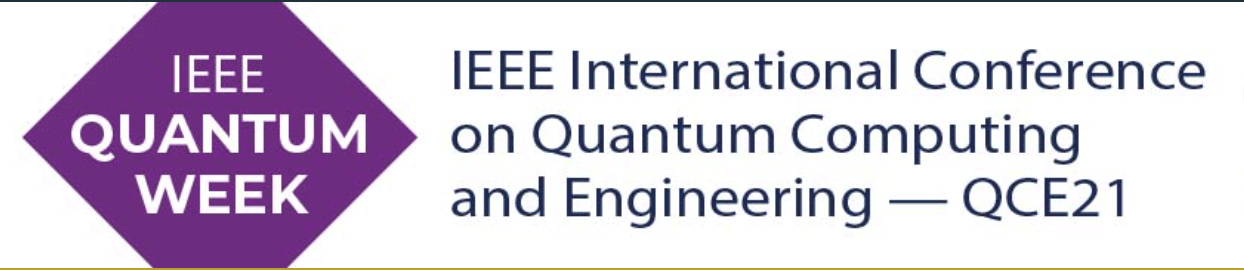 IEEE
QUANTUM
WEEK
IEEE International Conference
on Quantum Computing
and Engineering — QCE21